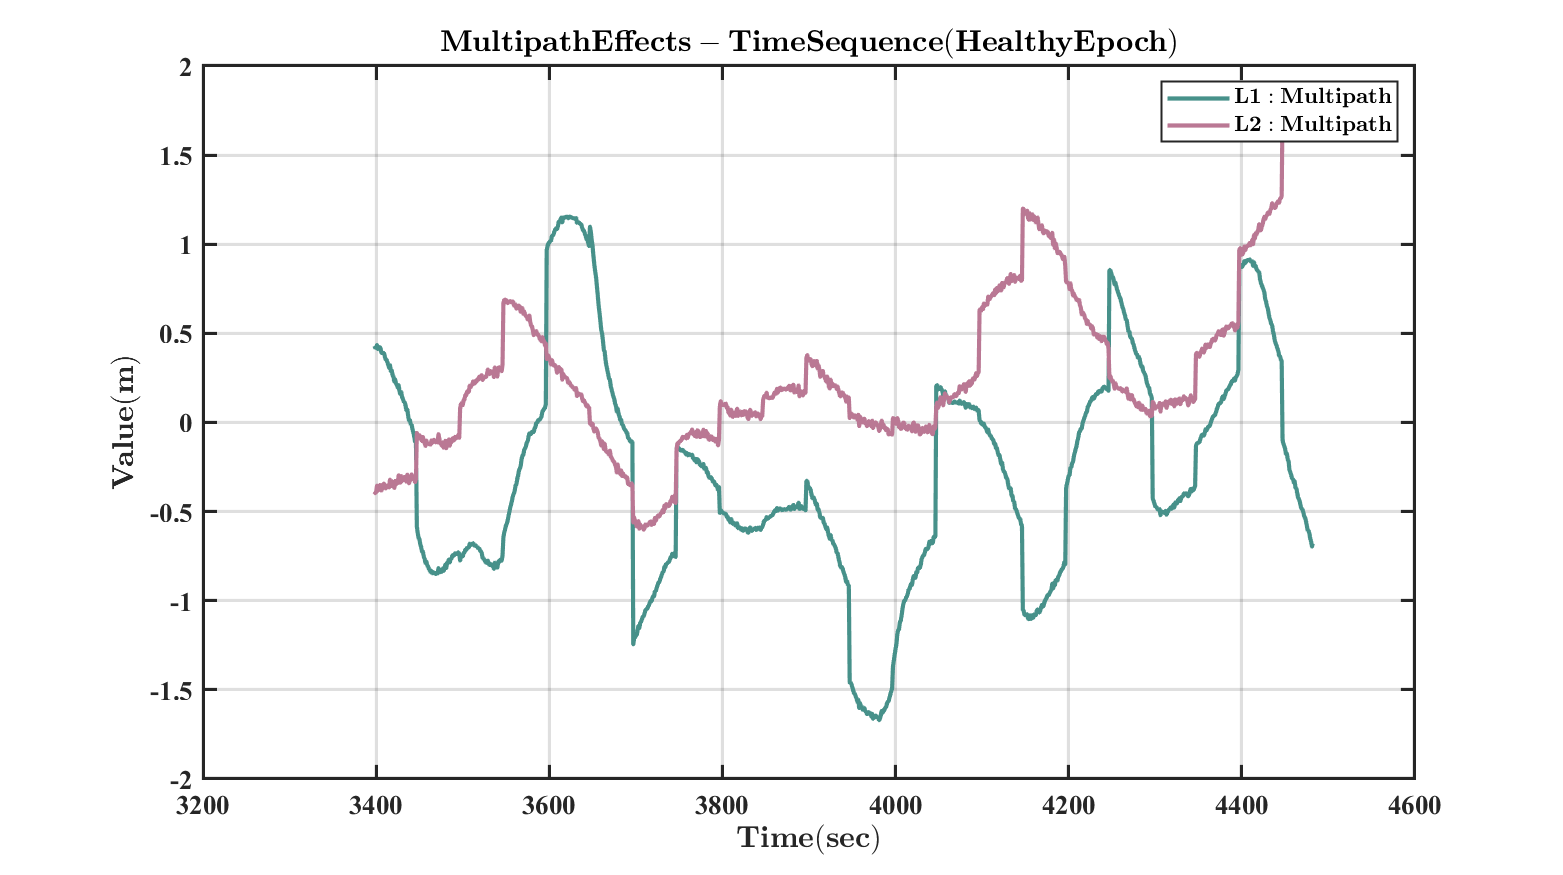 MultipathEffects – TimeSequence(HealthyEpoch)
L1 : Multipath
L2 : Multipath
Value(m)
2
1.5
1
0.5
0
-0.5
-1
-1.5
-2
3200 3400 3600 3800 4000 4200 4400 4600
Time(sec)